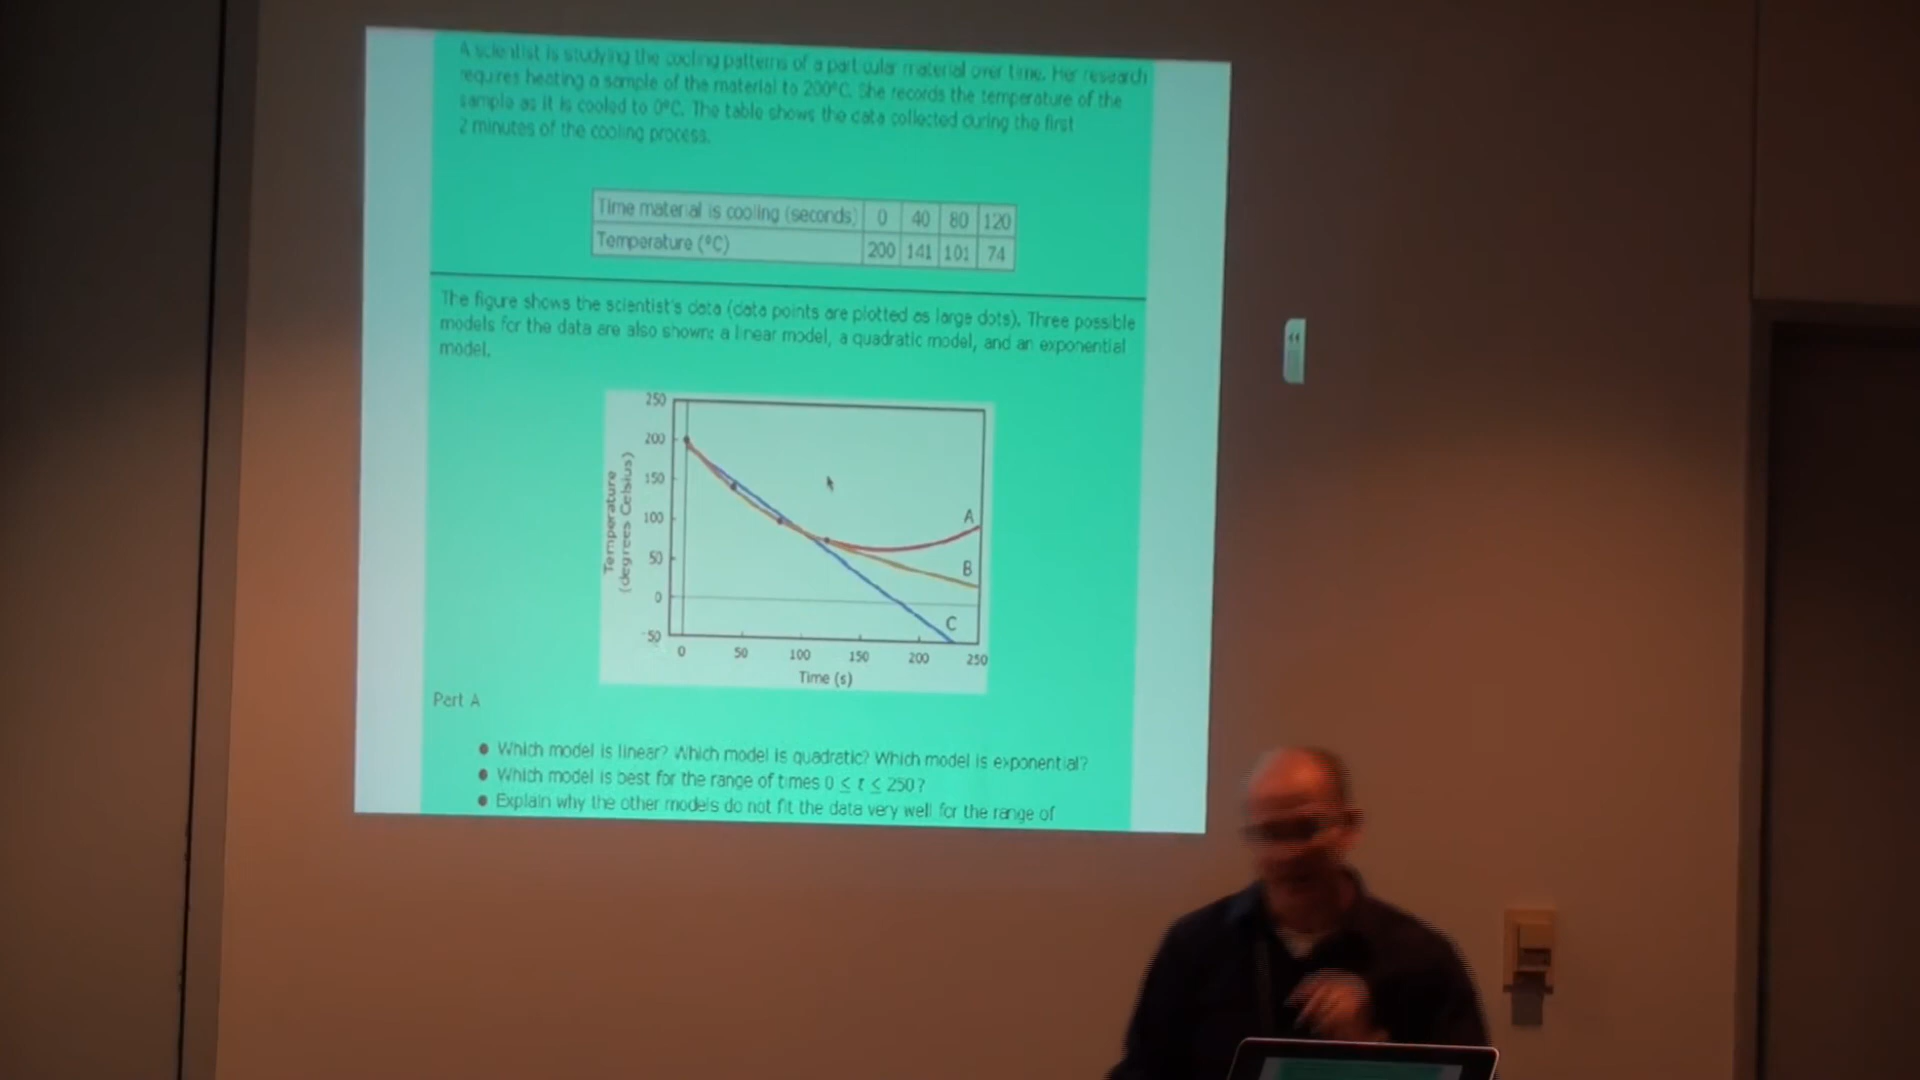 A scientist is studying the cooling patterns of a particular material over time. Her research
requires heating a sample of the material to 200°C. She records the temperature of the
sample as it is cooled to 0°C. The table shows the data collected during the first
2 minutes of the cooling process.
Time material is cooling (seconds) 0 40 80 120
Temperature (°C) 200 141 101 74
The figure shows the scientist's data (data points are plotted as large dots). Three possible
models for the data are also shown: a linear model, a quadratic model, and an exponential
model.
250
200
150
100
50
0
-50
Temperature
(degrees Celsius)
A
B
C
0 50 100 150 200 250
Time (s)
Part A
• Which model is linear? Which model is quadratic? Which model is exponential?
• Which model is best for the range of times 0 ≤ t ≤ 250?
• Explain why the other models do not fit the data very well for the range of